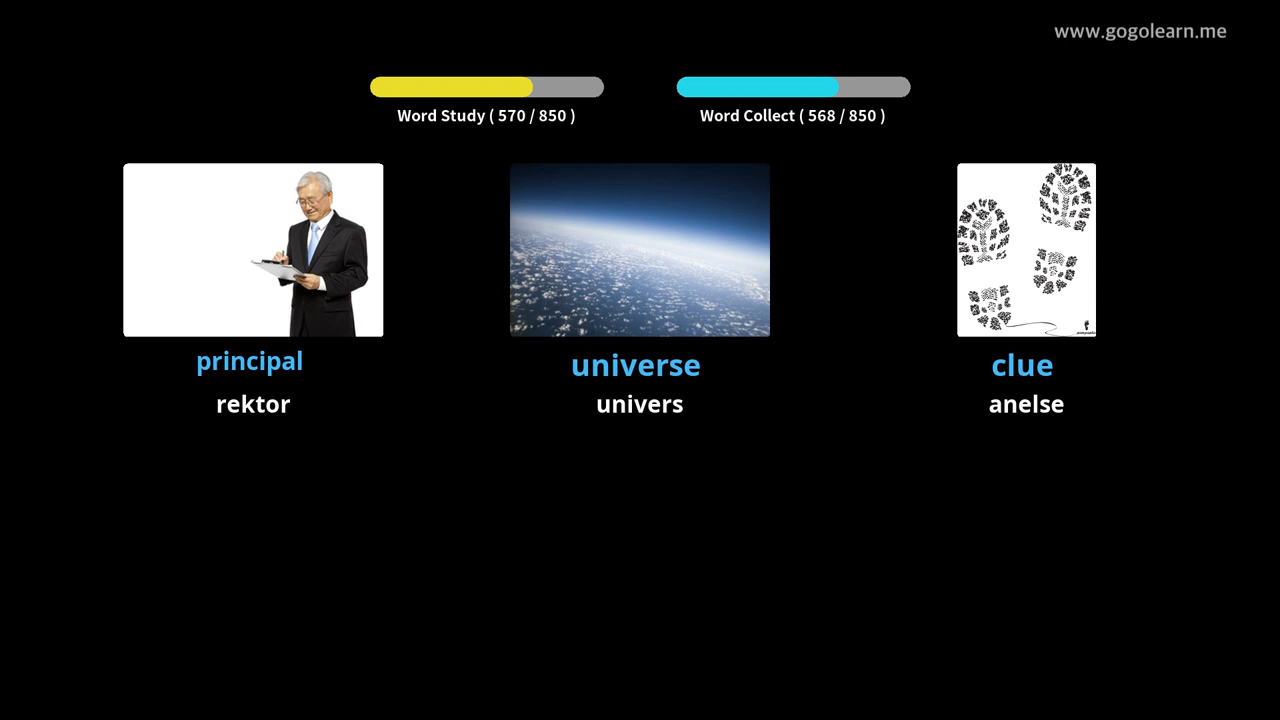 www.gogolearn.me
Word Study ( 570 / 850 )
Word Collect ( 568 / 850 )
principal
universe
clue
rektor
univers
anelse